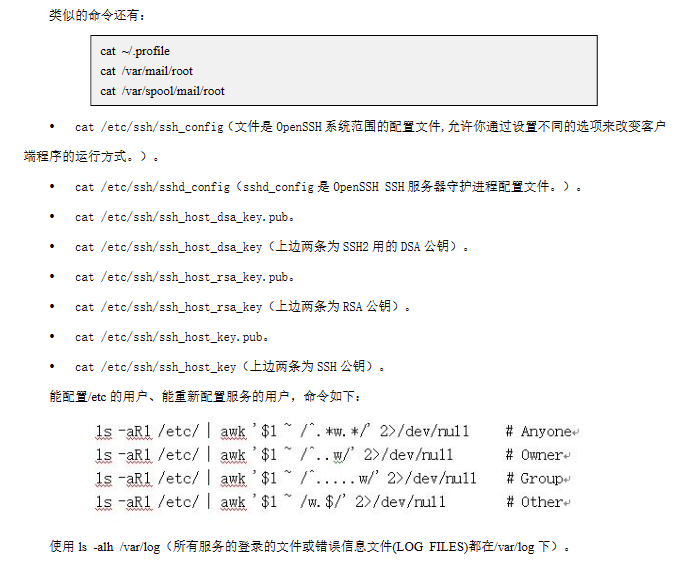 类似的命令还有：
cat ~/.profile
cat /var/mail/root
cat /var/spool/mail/root
• cat /etc/ssh/ssh_config（文件是 OpenSSH 系统范围的配置文件,允许你通过设置不同的选项来改变客
户端程序的运行方式。）。
• cat /etc/ssh/sshd_config（sshd_config 是 OpenSSH SSH 服务器守护进程配置文件。）。
• cat /etc/ssh/ssh_host_dsa_key.pub。
• cat /etc/ssh/ssh_host_dsa_key（上边两条为 SSH2 用的 DSA 公钥）。
• cat /etc/ssh/ssh_host_rsa_key.pub。
• cat /etc/ssh/ssh_host_rsa_key（上边两条为 RSA 公钥）。
• cat /etc/ssh/ssh_host_key.pub。
• cat /etc/ssh/ssh_host_key（上边两条为 SSH 公钥）。
能配置/etc 的用户、能重新配置服务的用户，命令如下：
ls -aR1 /etc/ | awk '$1 ~ /^.*w.*/' 2>/dev/null # Anyone
ls -aR1 /etc/ | awk '$1 ~ /^..w/' 2>/dev/null # Owner
ls -aR1 /etc/ | awk '$1 ~ /^.....w/' 2>/dev/null # Group
ls -aR1 /etc/ | awk '$1 ~ /w.$/' 2>/dev/null # Other
使用 ls -alh /var/log（所有服务的登录的文件或错误信息文件(LOG FILES)都在/var/log 下）。